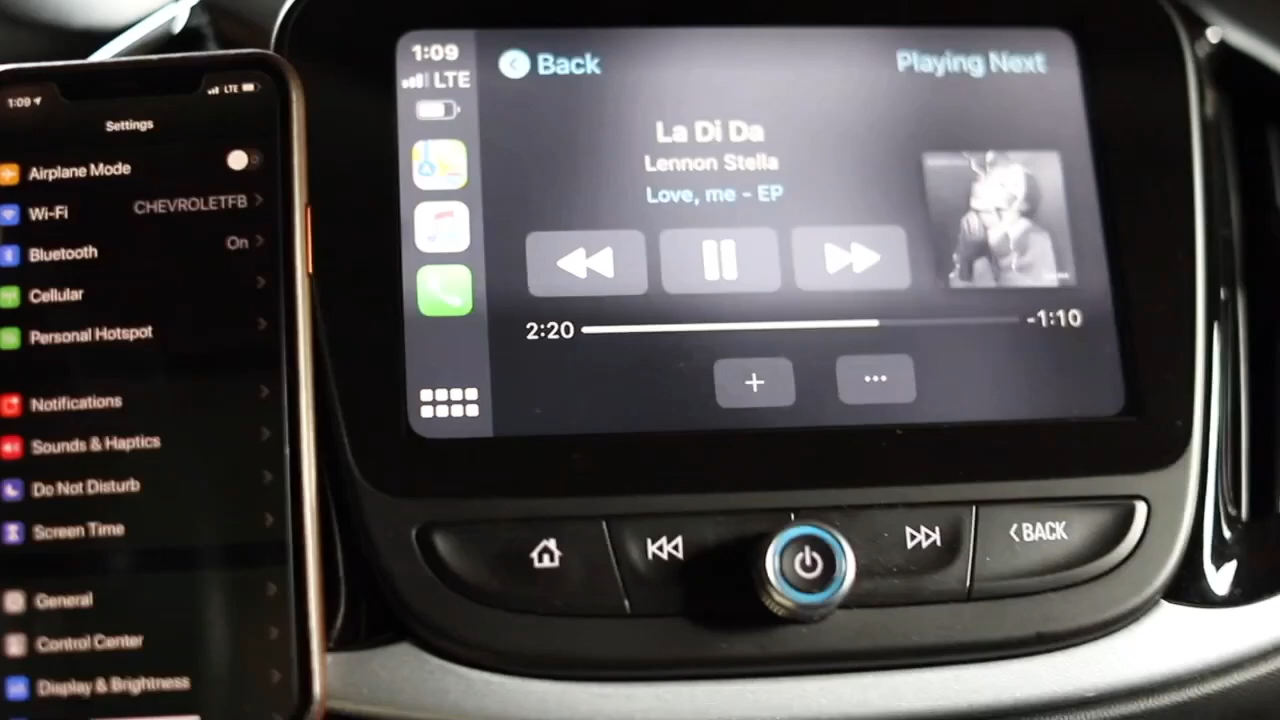 1:09
LTE
Settings
Airplane Mode
Wi-Fi CHEVROLETFB
Bluetooth On
Cellular
Personal Hotspot
Notifications
Sounds & Haptics
Do Not Disturb
Screen Time
General
Control Center
Display & Brightness
1:09
LTE
Back
Playing Next
La Di Da
Lennon Stella
Love, me - EP
2:20
-1:10
BACK